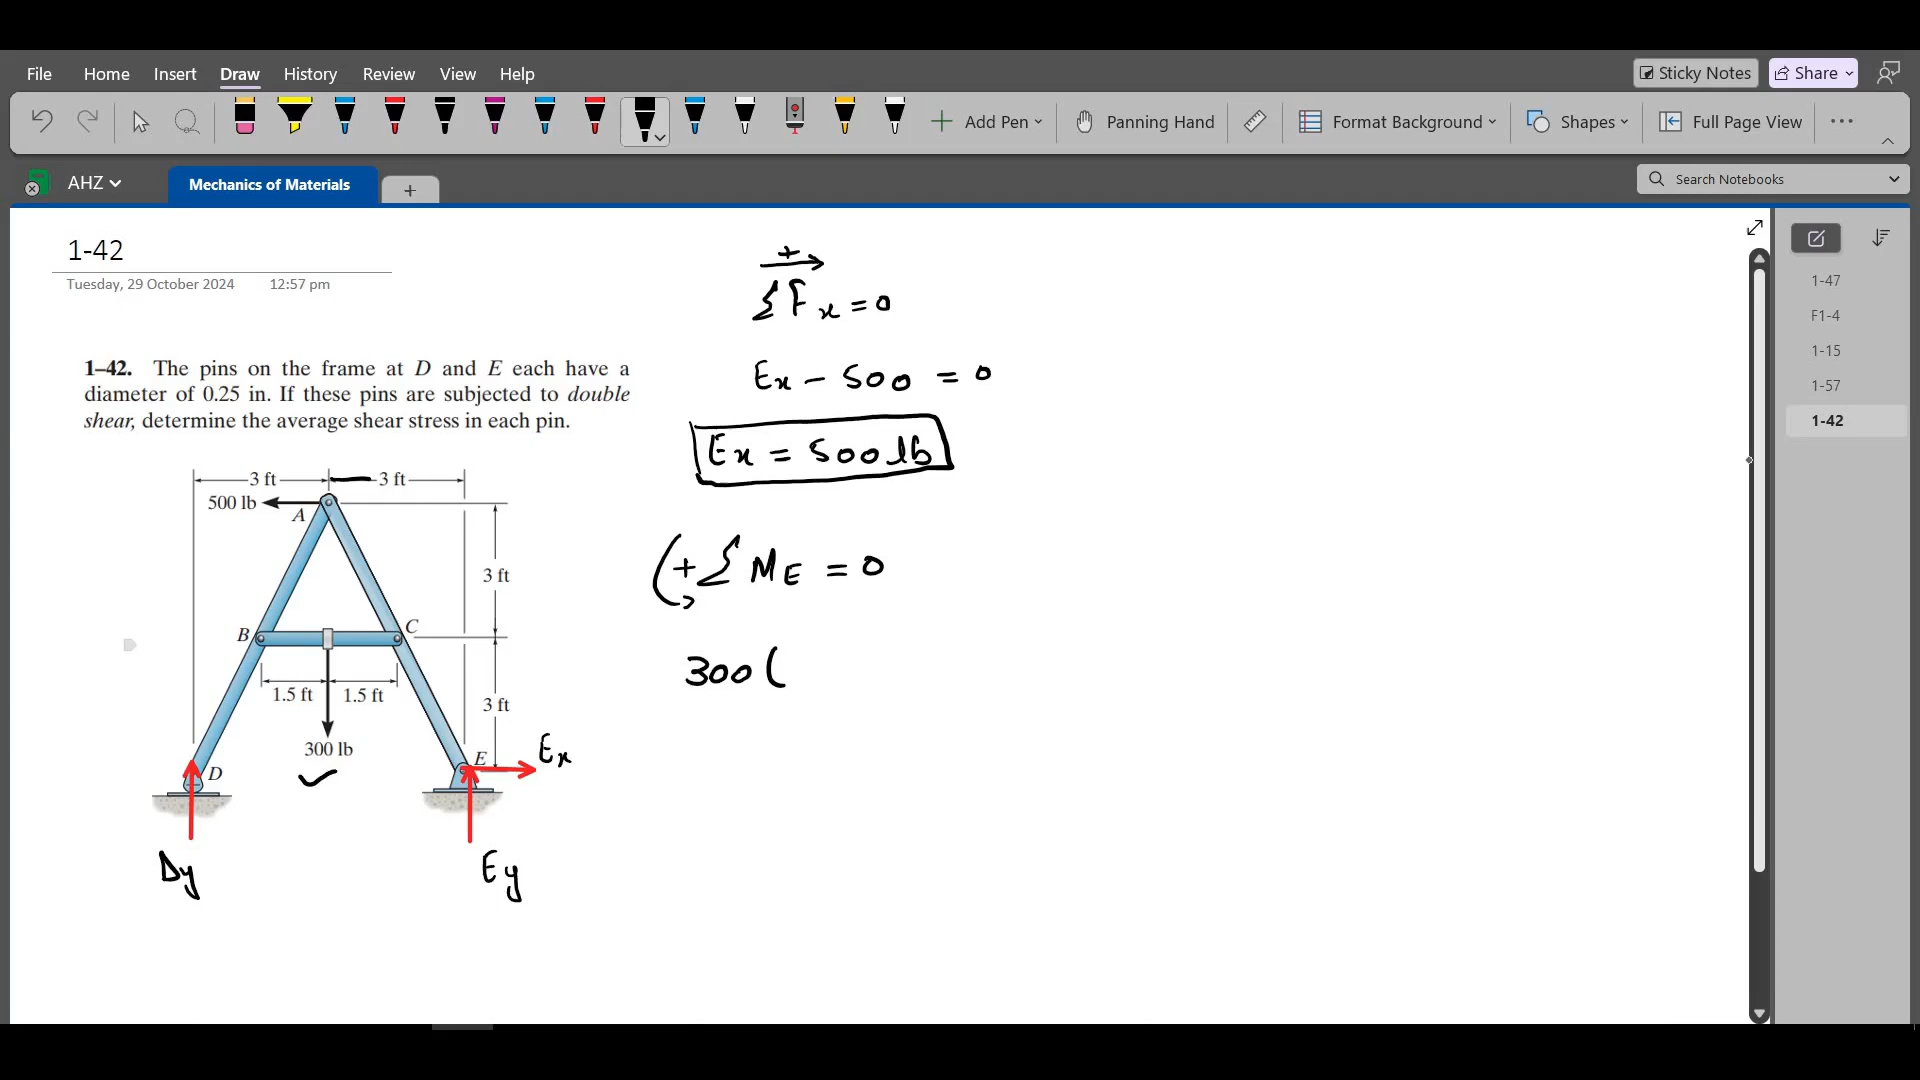 File Home Insert Draw History Review View Help
Sticky Notes Share
Add Pen Panning Hand Format Background Shapes Full Page View
AHZ Mechanics of Materials + Search Notebooks
1-42
Tuesday, 29 October 2024 12:57 pm
1–42. The pins on the frame at D and E each have a
diameter of 0.25 in. If these pins are subjected to double
shear, determine the average shear stress in each pin.
3 ft 3 ft
500 lb
A
3 ft
B C
1.5 ft 1.5 ft
3 ft
300 lb
D E
Ex
Dy Ey
+
ΣFx = 0
Ex - 500 = 0
Ex = 500 lb
(+ΣME = 0
300 (
1-47
F1-4
1-15
1-57
1-42